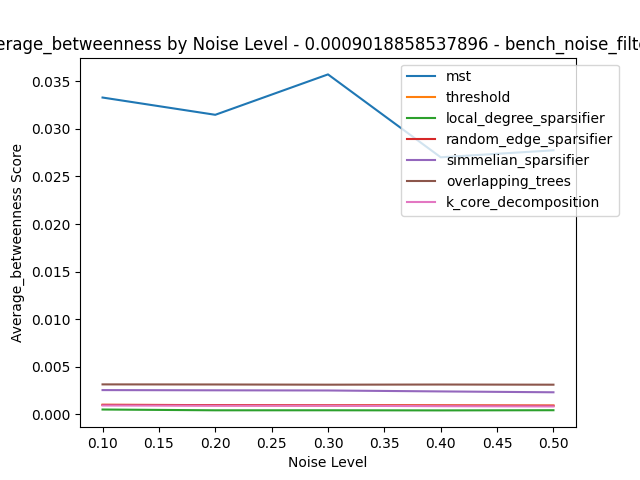 erage_betweenness by Noise Level - 0.0009018858537896 - bench_noise_filt
mst
threshold
local_degree_sparsifier
random_edge_sparsifier
simmelian_sparsifier
overlapping_trees
k_core_decomposition
Average_betweenness Score
0.035
0.030
0.025
0.020
0.015
0.010
0.005
0.000
0.10 0.15 0.20 0.25 0.30 0.35 0.40 0.45 0.50
Noise Level